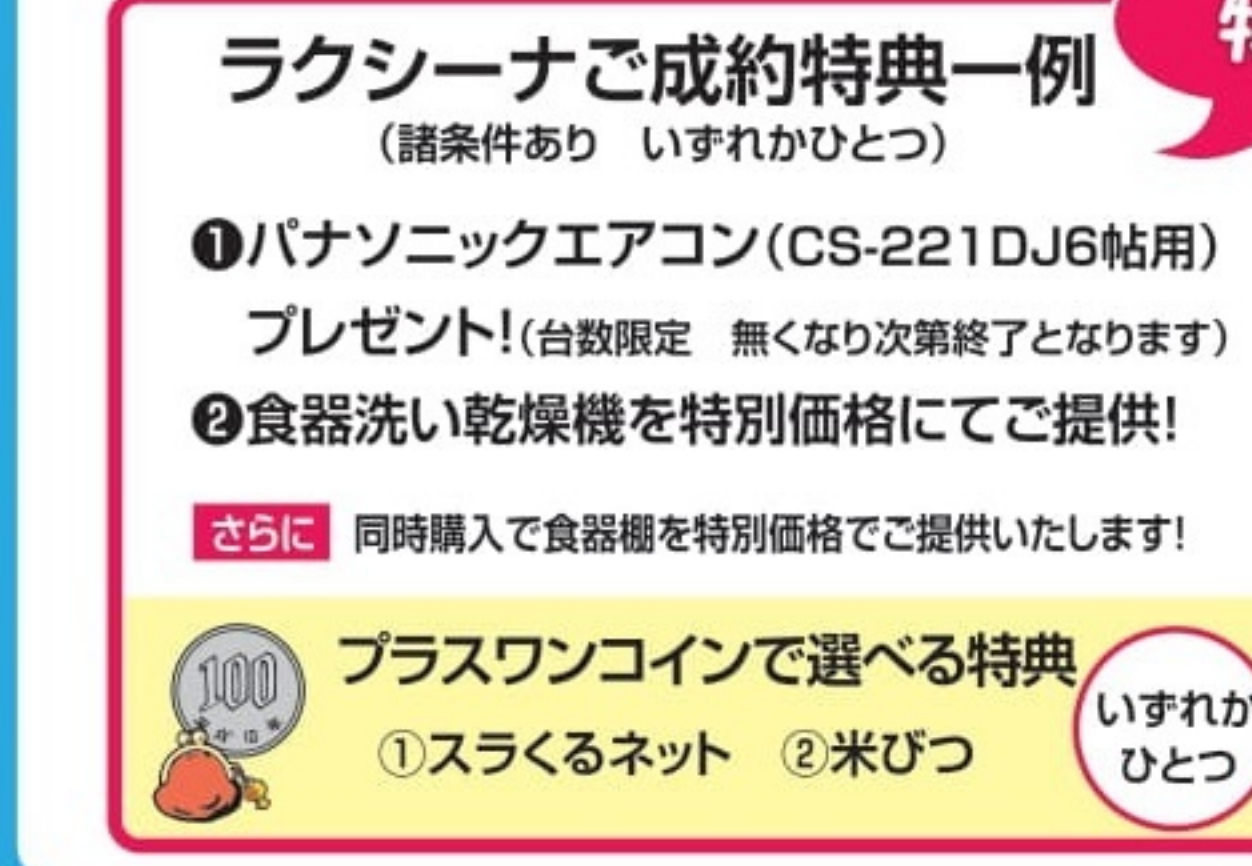 特
ラクシーナご成約特典一例
（諸条件あり　いずれかひとつ）
❶パナソニックエアコン（CS-221DJ6帖用）
プレゼント！（台数限定　無くなり次第終了となります）
❷食器洗い乾燥機を特別価格にてご提供！
さらに　同時購入で食器棚を特別価格でご提供いたします！
100
プラスワンコインで選べる特典
①スラくるネット　②米びつ
いずれか
ひとつ